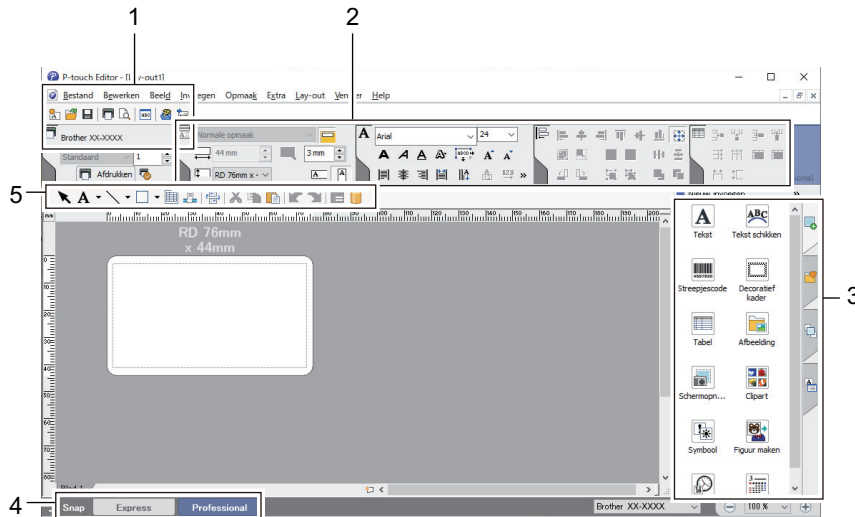 1
2
P-touch Editor - [L
y-out1]
Bestand Bewerken Beeld
Opmaak Extra Lay-out
Help
Brother XX-XXXX
Normale opmaak
Arial
24
Standaard
1
44 mm
3 mm
Afdrukken
RD 76mm x
5
Nieuw invoegen
mm
RD 76mm
x 44mm
Tekst
Tekst schikken
Streepjescode
Decoratief
kader
3
Tabel
Afbeelding
Schermopn...
Clipart
Symbool
Figuur maken
Blad 1
4
Snap
Express
Professional
Brother XX-XXXX
100 %